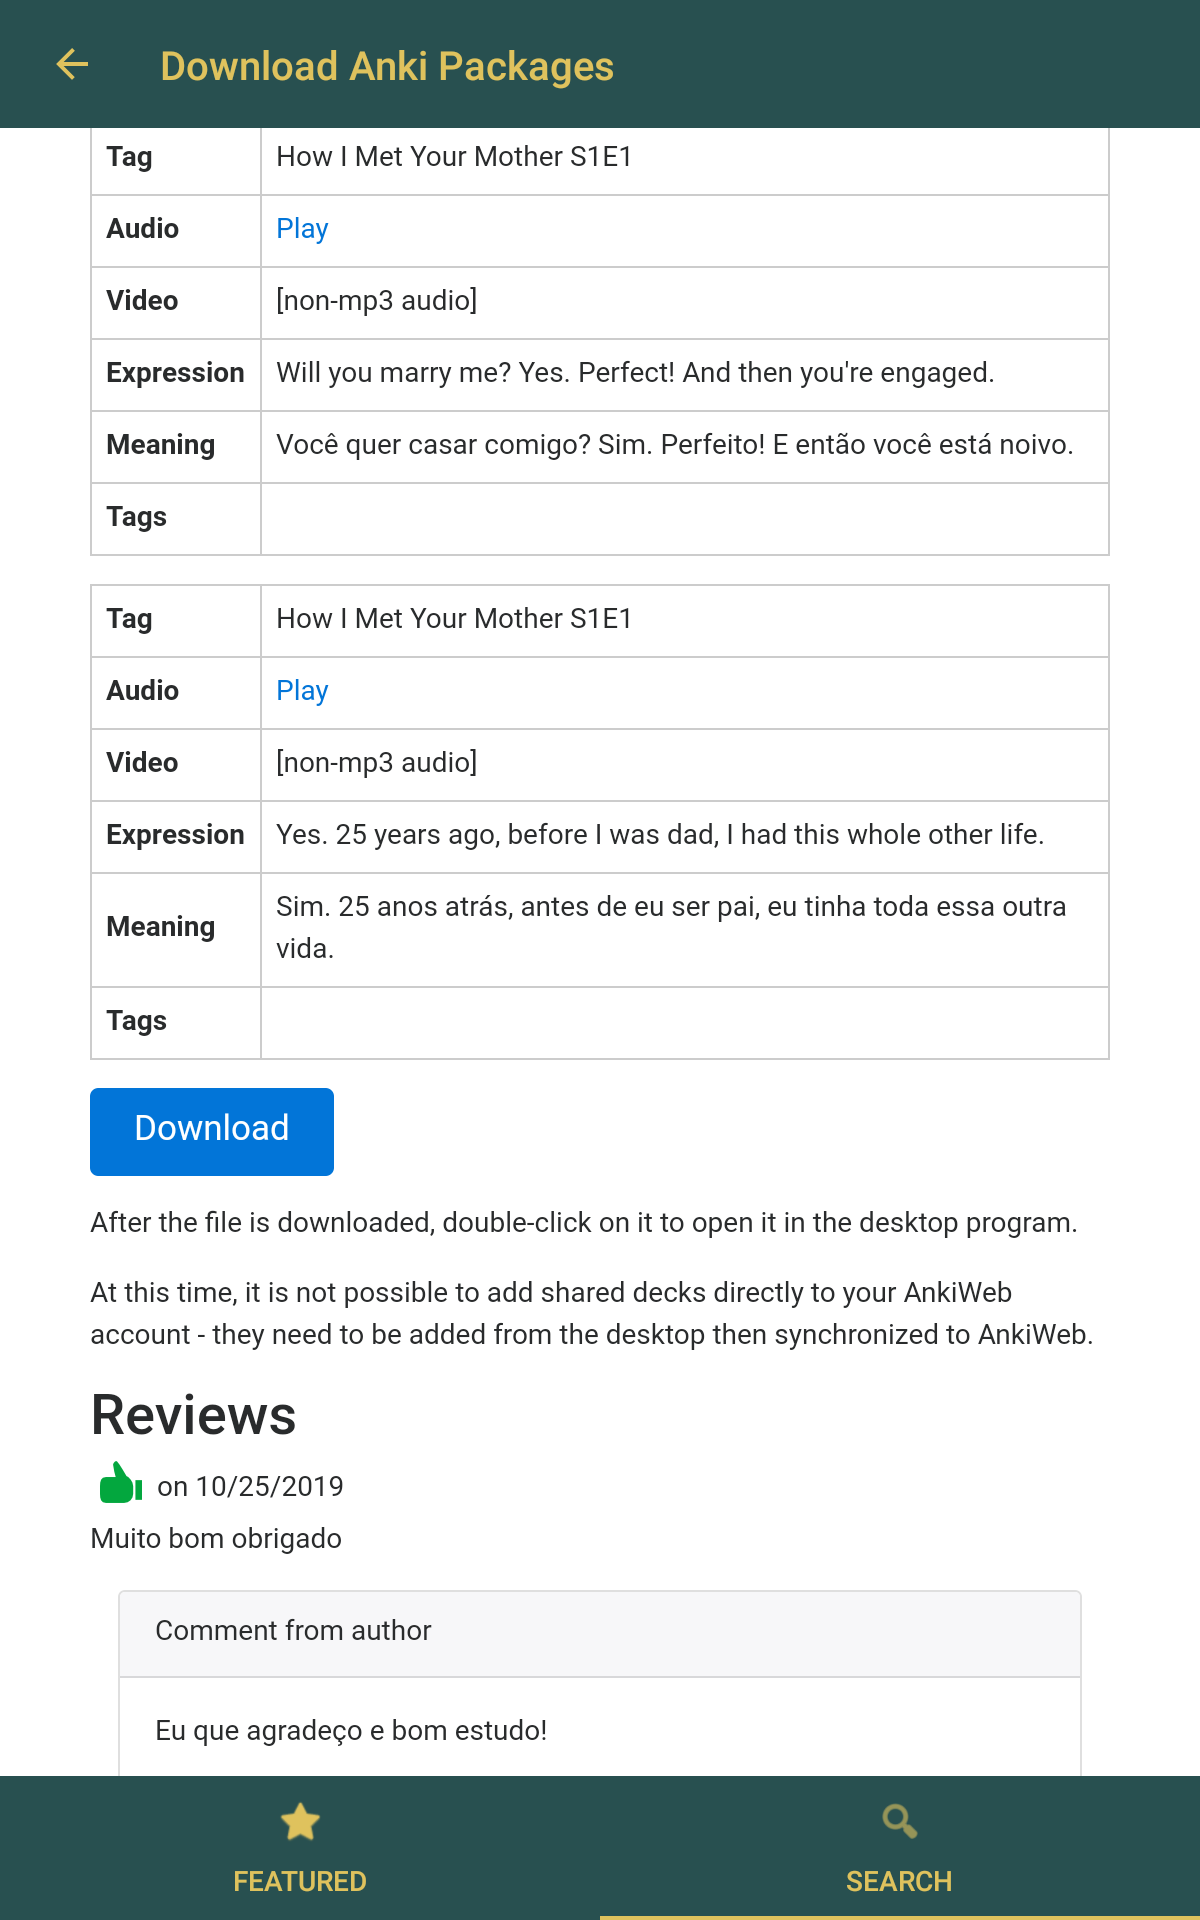 Download Anki Packages
Tag How I Met Your Mother S1E1
Audio Play
Video [non-mp3 audio]
Expression Will you marry me? Yes. Perfect! And then you're engaged.
Meaning Você quer casar comigo? Sim. Perfeito! E então você está noivo.
Tags
Tag How I Met Your Mother S1E1
Audio Play
Video [non-mp3 audio]
Expression Yes. 25 years ago, before I was dad, I had this whole other life.
Meaning Sim. 25 anos atrás, antes de eu ser pai, eu tinha toda essa outra
vida.
Tags
Download
After the file is downloaded, double-click on it to open it in the desktop program.
At this time, it is not possible to add shared decks directly to your AnkiWeb
account - they need to be added from the desktop then synchronized to AnkiWeb.
Reviews
on 10/25/2019
Muito bom obrigado
Comment from author
Eu que agradeço e bom estudo!
FEATURED SEARCH